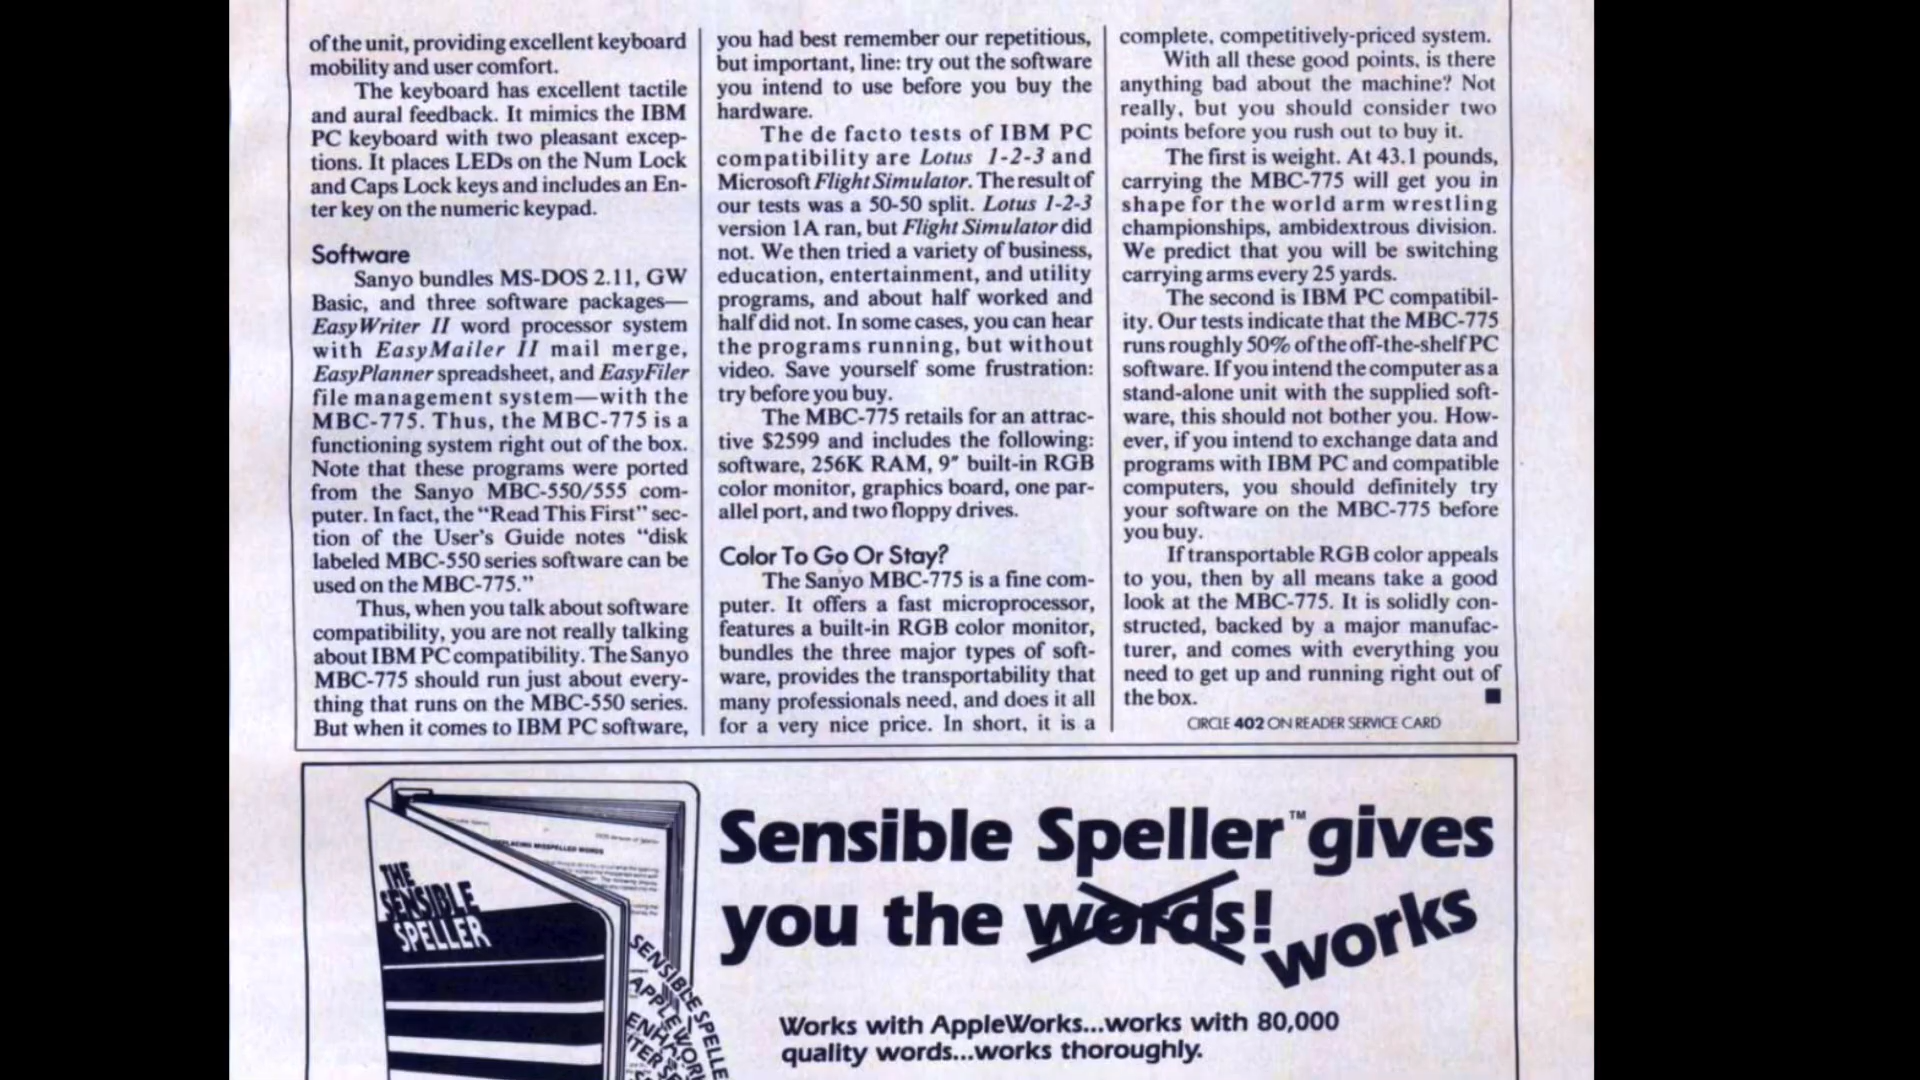 of the unit, providing excellent keyboard
mobility and user comfort.
The keyboard has excellent tactile
and aural feedback. It mimics the IBM
PC keyboard with two pleasant excep-
tions. It places LEDs on the Num Lock
and Caps Lock keys and includes an En-
ter key on the numeric keypad.
Software
Sanyo bundles MS-DOS 2.11, GW
Basic, and three software packages—
EasyWriter II word processor system
with EasyMailer II mail merge,
EasyPlanner spreadsheet, and EasyFiler
file management system—with the
MBC-775. Thus, the MBC-775 is a
functioning system right out of the box.
Note that these programs were ported
from the Sanyo MBC-550/555 com-
puter. In fact, the “Read This First” sec-
tion of the User's Guide notes “disk
labeled MBC-550 series software can be
used on the MBC-775.”
Thus, when you talk about software
compatibility, you are not really talking
about IBM PC compatibility. The Sanyo
MBC-775 should run just about every-
thing that runs on the MBC-550 series.
But when it comes to IBM PC software,
you had best remember our repetitious,
but important, line: try out the software
you intend to use before you buy the
hardware.
The de facto tests of IBM PC
compatibility are Lotus 1-2-3 and
Microsoft Flight Simulator. The result of
our tests was a 50-50 split. Lotus 1-2-3
version 1A ran, but Flight Simulator did
not. We then tried a variety of business,
education, entertainment, and utility
programs, and about half worked and
half did not. In some cases, you can hear
the programs running, but without
video. Save yourself some frustration:
try before you buy.
The MBC-775 retails for an attrac-
tive $2599 and includes the following:
software, 256K RAM, 9" built-in RGB
color monitor, graphics board, one par-
allel port, and two floppy drives.
Color To Go Or Stay?
The Sanyo MBC-775 is a fine com-
puter. It offers a fast microprocessor,
features a built-in RGB color monitor,
bundles the three major types of soft-
ware, provides the transportability that
many professionals need, and does it all
for a very nice price. In short, it is a
complete, competitively-priced system.
With all these good points, is there
anything bad about the machine? Not
really, but you should consider two
points before you rush out to buy it.
The first is weight. At 43.1 pounds,
carrying the MBC-775 will get you in
shape for the world arm wrestling
championships, ambidextrous division.
We predict that you will be switching
carrying arms every 25 yards.
The second is IBM PC compatibil-
ity. Our tests indicate that the MBC-775
runs roughly 50% of the off-the-shelf PC
software. If you intend the computer as a
stand-alone unit with the supplied soft-
ware, this should not bother you. How-
ever, if you intend to exchange data and
programs with IBM PC and compatible
computers, you should definitely try
your software on the MBC-775 before
you buy.
If transportable RGB color appeals
to you, then by all means take a good
look at the MBC-775. It is solidly con-
structed, backed by a major manufac-
turer, and comes with everything you
need to get up and running right out of
the box. ■
CIRCLE 402 ON READER SERVICE CARD
THE
SENSIBLE
SPELLER
REPLACING MISSPELLED WORDS
SENSIBLE SPELLE
Sensible Speller™ gives
you the words!
works
Works with AppleWorks...works with 80,000
quality words...works thoroughly.